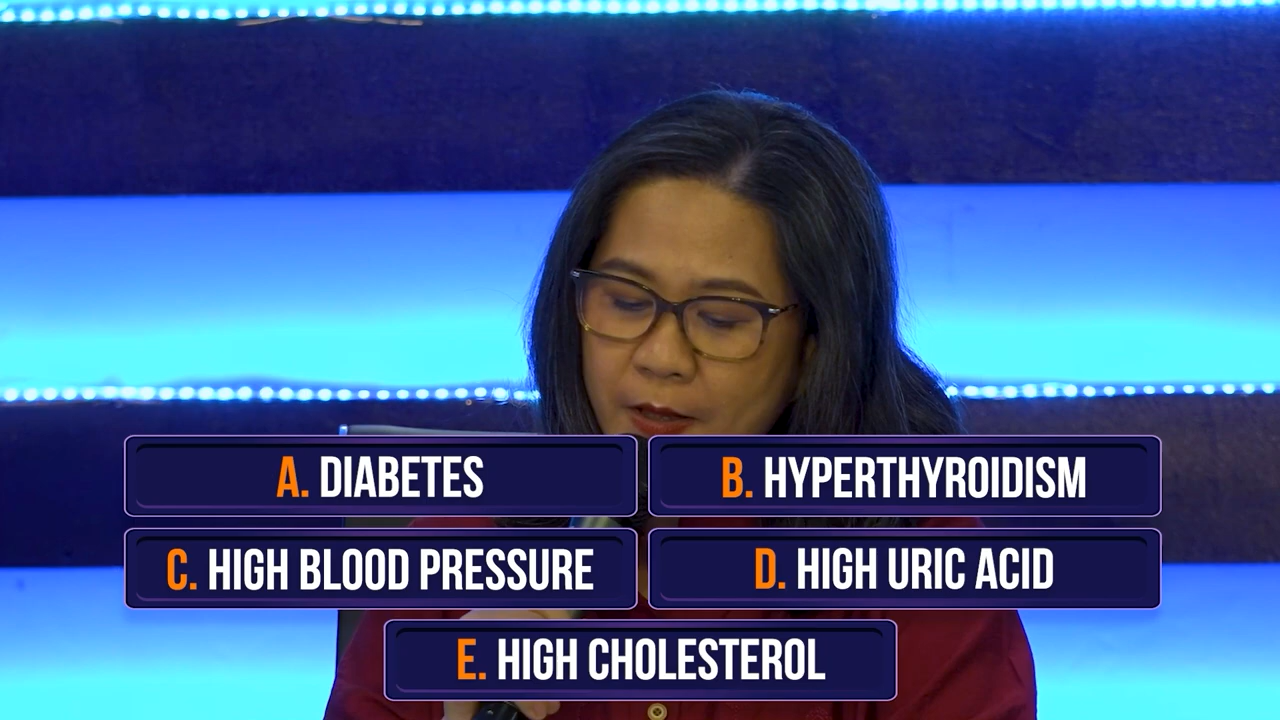 A. DIABETES
B. HYPERTHYROIDISM
C. HIGH BLOOD PRESSURE
D. HIGH URIC ACID
E. HIGH CHOLESTEROL